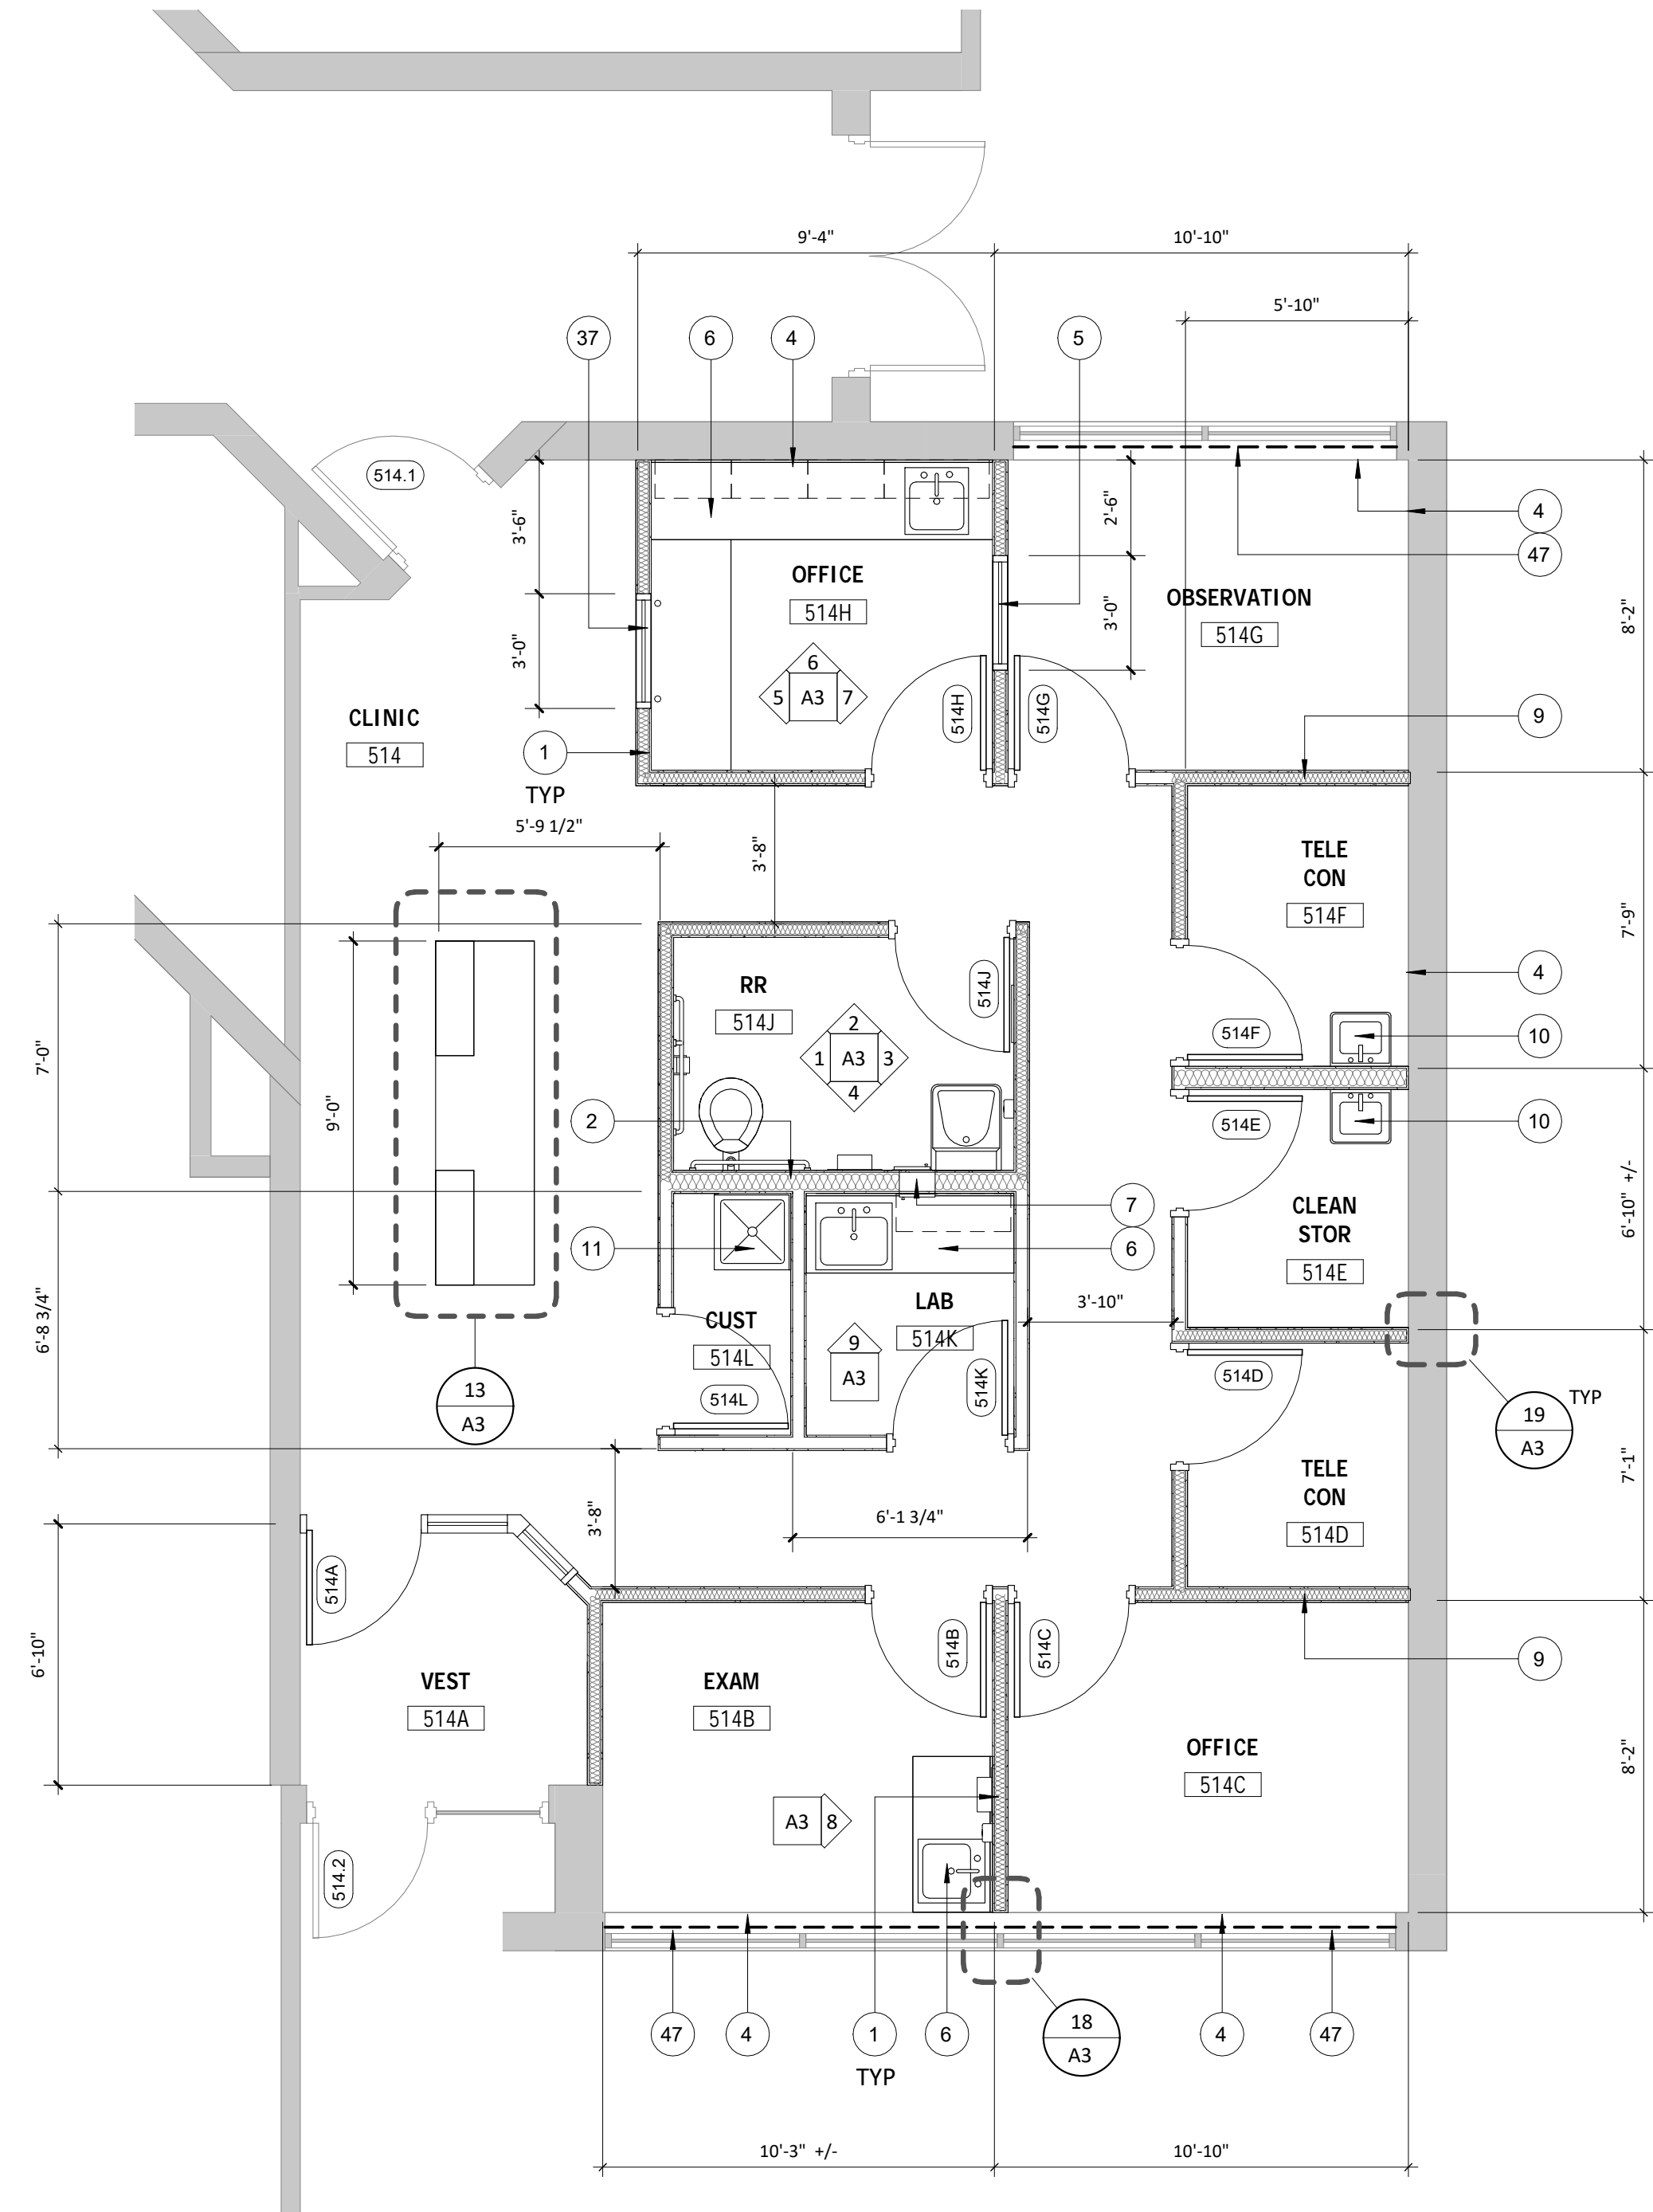 9'-4"
10'-10"
5'-10"
37
6
4
5
514.1
3'-6"
2'-6"
4
47
OFFICE
514H
OBSERVATION
514G
3'-0"
3'-0"
8'-2"
6
5
A3
7
514H
514G
CLINIC
514
9
1
TYP
5'-9 1/2"
3'-8"
TELE
CON
514F
7'-9"
4
RR
514J
514J
2
1
A3
3
4
514F
10
7'-0"
9'-0"
2
514E
10
7
6
11
CLEAN
STOR
514E
6'-10" +/-
6'-8 3/4"
CUST
514L
514L
LAB
514K
9
A3
514K
3'-10"
13
A3
514D
19
A3
TYP
TELE
CON
514D
7'-1"
3'-8"
6'-1 3/4"
514A
6'-10"
VEST
514A
EXAM
514B
514B
514C
9
OFFICE
514C
8'-2"
A3
8
514.2
47
4
1
TYP
6
18
A3
4
47
10'-3" +/-
10'-10"